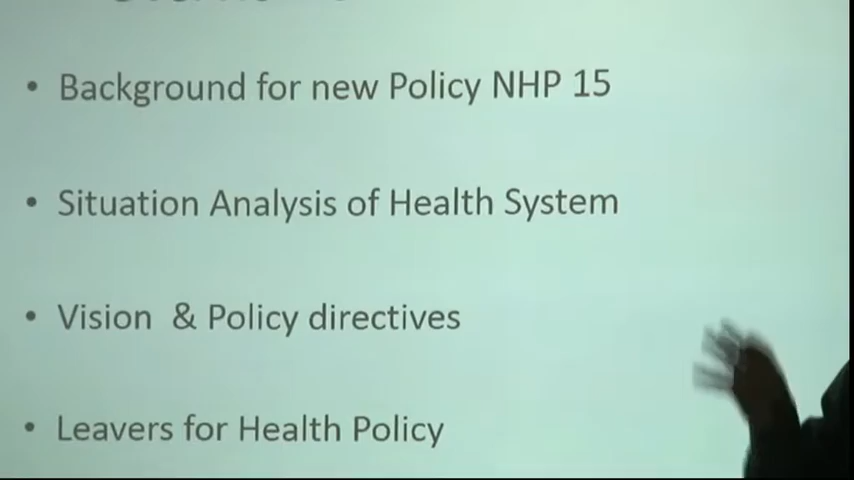 • Background for new Policy NHP 15
• Situation Analysis of Health System
• Vision & Policy directives
• Leavers for Health Policy